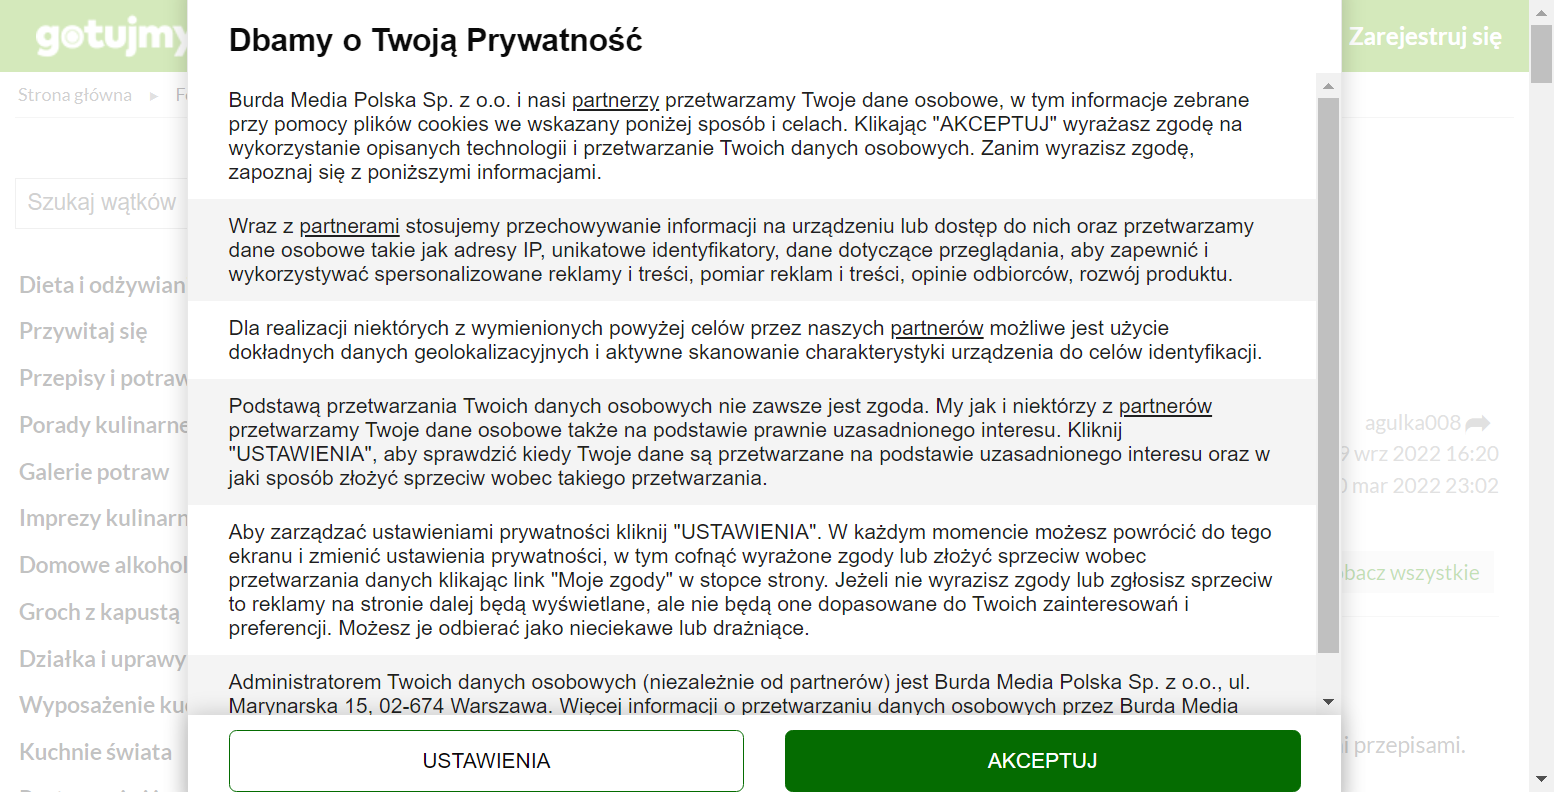 gotujmy
Zarejestruj się
Strona główna
Szukaj wątków
Dieta i odżywian
Przywitaj się
Przepisy i potraw
Porady kulinarne
Galerie potraw
Imprezy kulinarn
Domowe alkohol
Groch z kapustą
Działka i uprawy
Wyposażenie ku
Kuchnie świata
Dbamy o Twoją Prywatność
Burda Media Polska Sp. z o.o. i nasi partnerzy przetwarzamy Twoje dane osobowe, w tym informacje zebrane
przy pomocy plików cookies we wskazany poniżej sposób i celach. Klikając "AKCEPTUJ" wyrażasz zgodę na
wykorzystanie opisanych technologii i przetwarzanie Twoich danych osobowych. Zanim wyrazisz zgodę,
zapoznaj się z poniższymi informacjami.
Wraz z partnerami stosujemy przechowywanie informacji na urządzeniu lub dostęp do nich oraz przetwarzamy
dane osobowe takie jak adresy IP, unikatowe identyfikatory, dane dotyczące przeglądania, aby zapewnić i
wykorzystywać spersonalizowane reklamy i treści, pomiar reklam i treści, opinie odbiorców, rozwój produktu.
Dla realizacji niektórych z wymienionych powyżej celów przez naszych partnerów możliwe jest użycie
dokładnych danych geolokalizacyjnych i aktywne skanowanie charakterystyki urządzenia do celów identyfikacji.
Podstawą przetwarzania Twoich danych osobowych nie zawsze jest zgoda. My jak i niektórzy z partnerów
przetwarzamy Twoje dane osobowe także na podstawie prawnie uzasadnionego interesu. Kliknij
"USTAWIENIA", aby sprawdzić kiedy Twoje dane są przetwarzane na podstawie uzasadnionego interesu oraz w
jaki sposób złożyć sprzeciw wobec takiego przetwarzania.
Aby zarządzać ustawieniami prywatności kliknij "USTAWIENIA". W każdym momencie możesz powrócić do tego
ekranu i zmienić ustawienia prywatności, w tym cofnąć wyrażone zgody lub złożyć sprzeciw wobec
przetwarzania danych klikając link "Moje zgody" w stopce strony. Jeżeli nie wyrazisz zgody lub zgłosisz sprzeciw
to reklamy na stronie dalej będą wyświetlane, ale nie będą one dopasowane do Twoich zainteresowań i
preferencji. Możesz je odbierać jako nieciekawe lub drażniące.
Administratorem Twoich danych osobowych (niezależnie od partnerów) jest Burda Media Polska Sp. z o.o., ul.
Marynarska 15, 02-674 Warszawa. Więcej informacji o przetwarzaniu danych osobowych przez Burda Media
USTAWIENIA
AKCEPTUJ
agulka008
9 wrz 2022 16:20
0 mar 2022 23:02
obacz wszystkie
i przepisami.